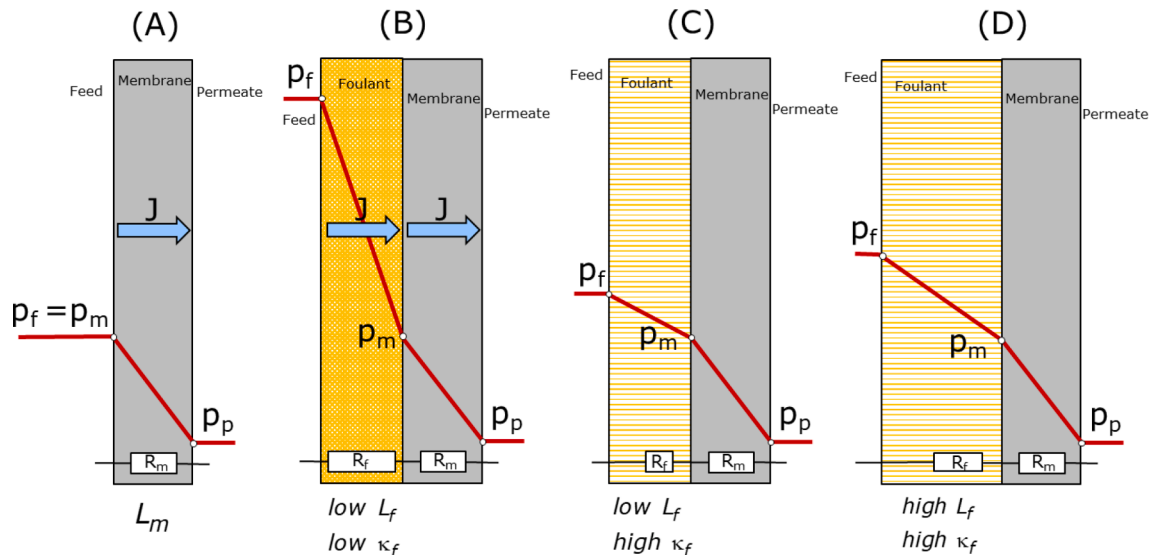 (A)
Feed
Membrane
Permeate
J
p_f = p_m
p_p
R_m
L_m
(B)
p_f
Foulant
Membrane
Feed
Permeate
J
J
p_m
p_p
R_f
R_m
low L_f
low κ_f
(C)
Feed
Foulant
Membrane
Permeate
p_f
p_m
p_p
R_f
R_m
low L_f
high κ_f
(D)
Feed
Foulant
Membrane
Permeate
p_f
p_m
p_p
R_f
R_m
high L_f
high κ_f